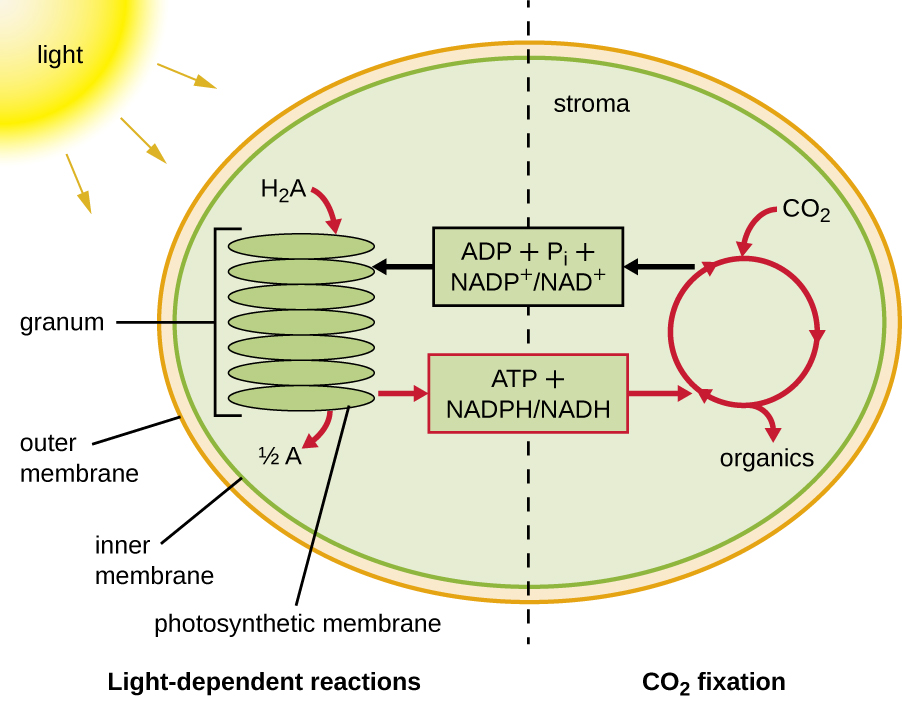 light
stroma
H₂A
CO₂
ADP + Pᵢ +
NADP⁺/NAD⁺
granum
ATP +
NADPH/NADH
outer
membrane
½ A
organics
inner
membrane
photosynthetic membrane
Light-dependent reactions
CO₂ fixation